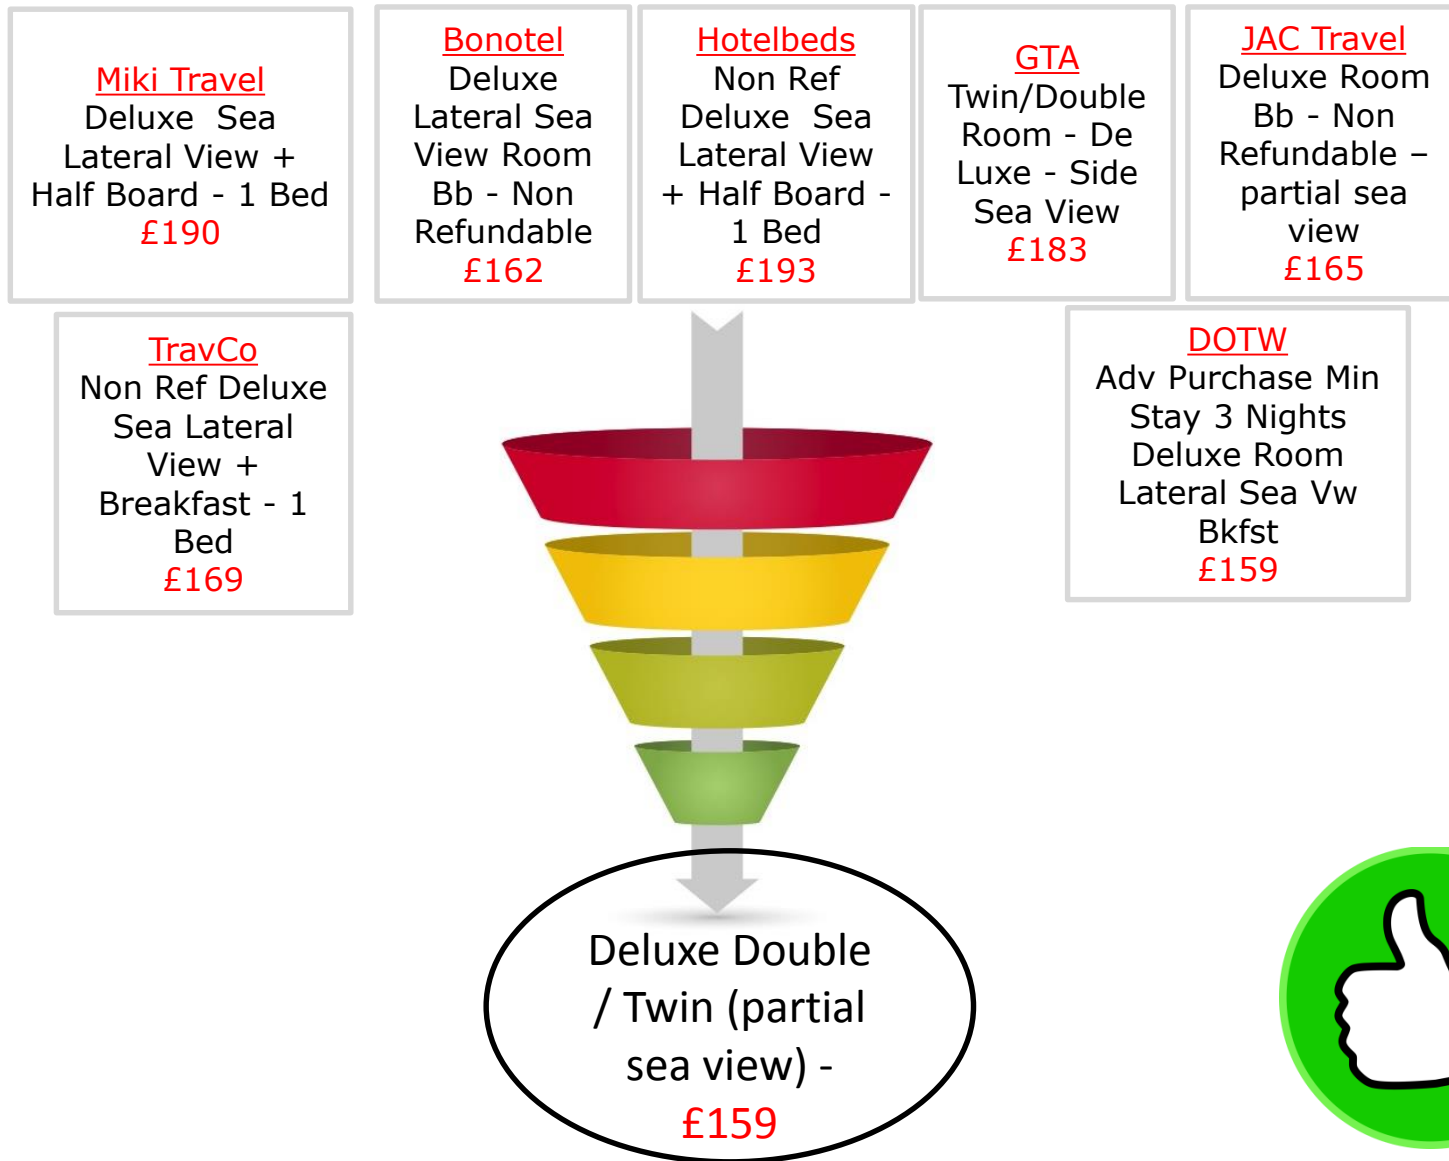 Miki Travel
Deluxe  Sea
Lateral View +
Half Board - 1 Bed
£190
Bonotel
Deluxe
Lateral Sea
View Room
Bb - Non
Refundable
£162
Hotelbeds
Non Ref
Deluxe  Sea
Lateral View
+ Half Board -
1 Bed
£193
GTA
Twin/Double
Room - De
Luxe - Side
Sea View
£183
JAC Travel
Deluxe Room
Bb - Non
Refundable –
partial sea
view
£165
TravCo
Non Ref Deluxe
Sea Lateral
View +
Breakfast - 1
Bed
£169
DOTW
Adv Purchase Min
Stay 3 Nights
Deluxe Room
Lateral Sea Vw
Bkfst
£159
Deluxe Double
/ Twin (partial
sea view) -
£159